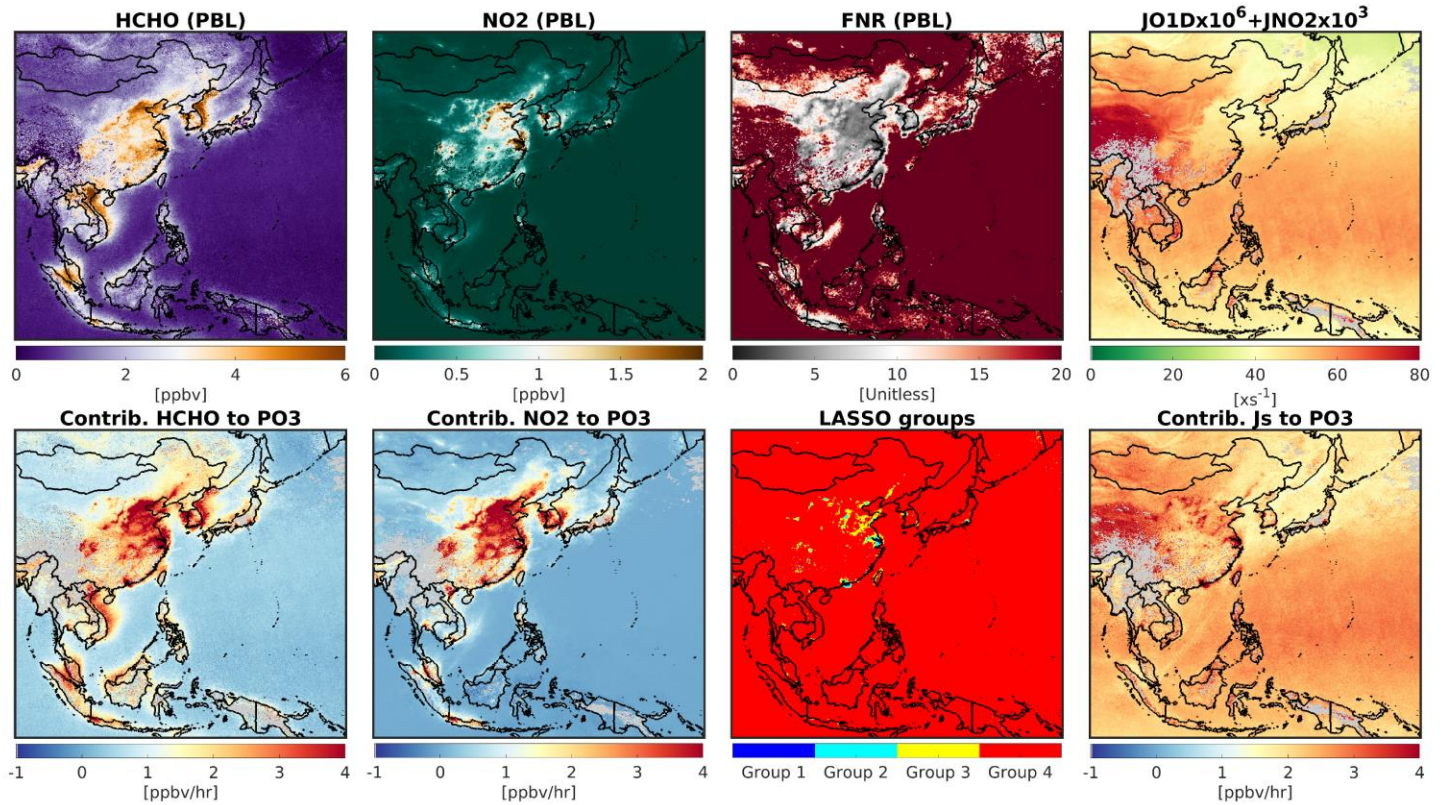 HCHO (PBL)
NO2 (PBL)
FNR (PBL)
JO1Dx10^6+JNO2x10^3
0 2 4 6
[ppbv]
0 0.5 1 1.5 2
[ppbv]
0 5 10 15 20
[Unitless]
0 20 40 60 80
[xs^-1]
Contrib. HCHO to PO3
Contrib. NO2 to PO3
LASSO groups
Contrib. Js to PO3
-1 0 1 2 3 4
[ppbv/hr]
-1 0 1 2 3 4
[ppbv/hr]
Group 1 Group 2 Group 3 Group 4
-1 0 1 2 3 4
[ppbv/hr]